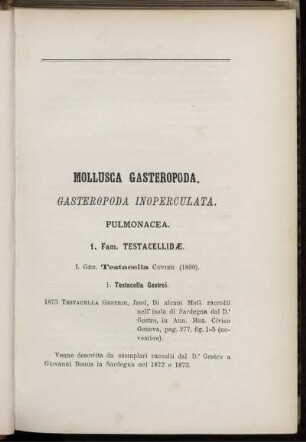 MOLLUSCA GASTEROPODA.
GASTEROPODA INOPERCULATA.
PULMONACEA.
1. Fam. TESTACELLIDÆ.
I. Gen. Testacella Cuvier (1800).
1. Testacella Gestroi.
1873 Testacella Gestroi, Issel, Di alcuni Moll. raccolti
nell'isola di Sardegna dal D.r
Gestro, in Ann. Mus. Civico
Genova, pag. 277, fig. 1-5 (no-
vembre).
Venne descritta da esemplari raccolti dal D.r Gestro a
Giovanni Bonus in Sardegna nel 1872 e 1873.